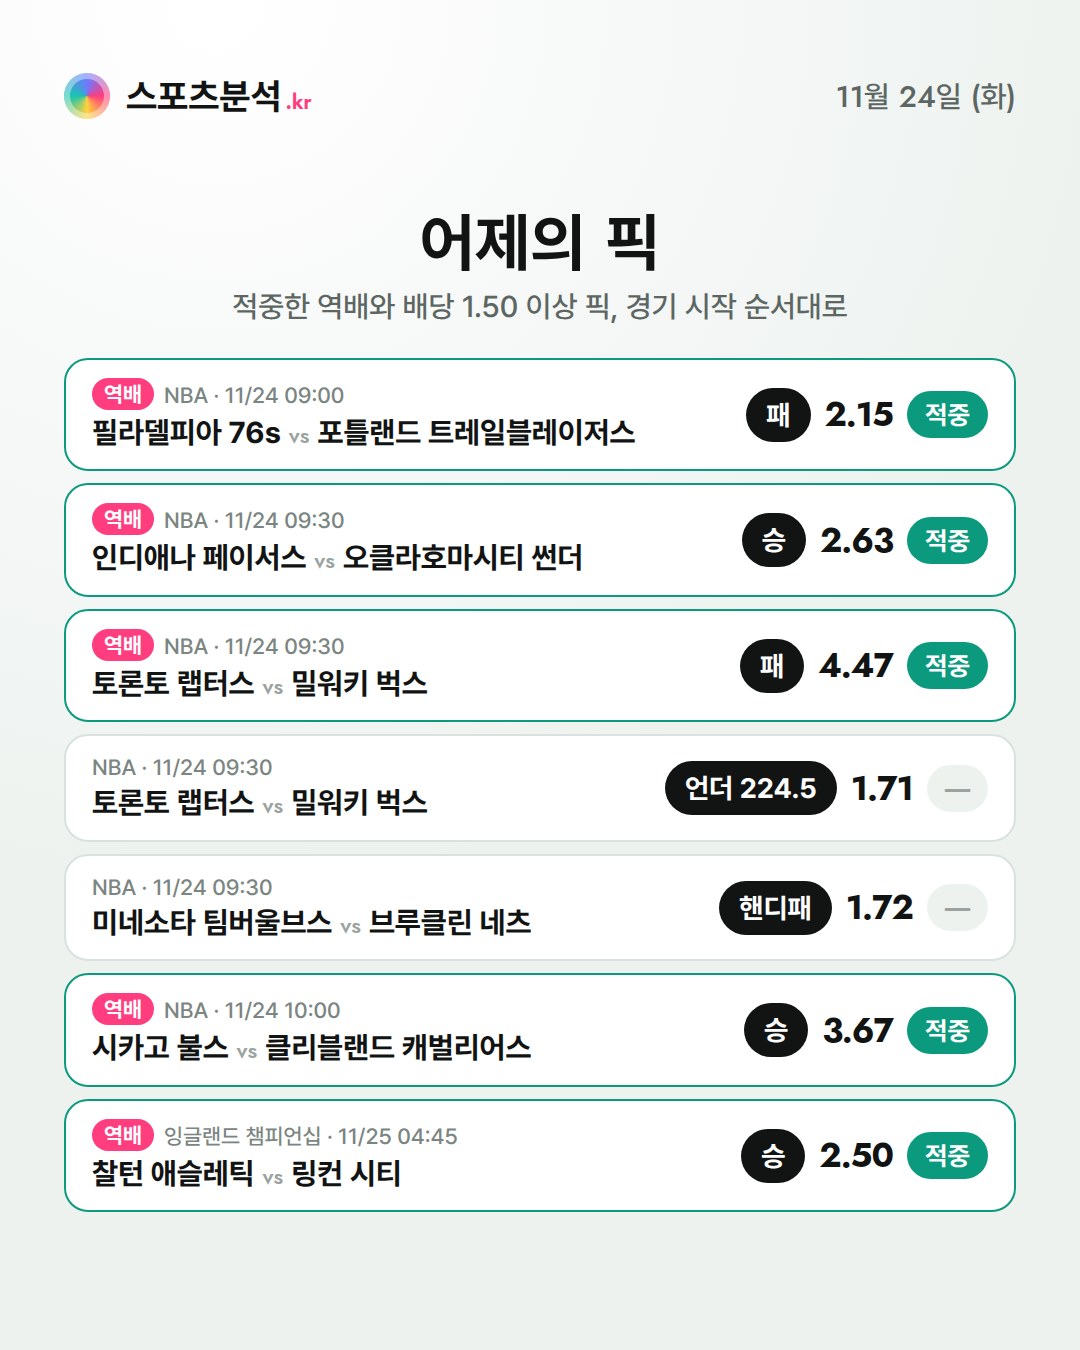 스포츠분석.kr
11월 24일 (화)
어제의 픽
적중한 역배와 배당 1.50 이상 픽, 경기 시작 순서대로
역배 NBA · 11/24 09:00
필라델피아 76s vs 포틀랜드 트레일블레이저스
패 2.15 적중
역배 NBA · 11/24 09:30
인디애나 페이서스 vs 오클라호마시티 썬더
승 2.63 적중
역배 NBA · 11/24 09:30
토론토 랩터스 vs 밀워키 벅스
패 4.47 적중
NBA · 11/24 09:30
토론토 랩터스 vs 밀워키 벅스
언더 224.5 1.71 —
NBA · 11/24 09:30
미네소타 팀버울브스 vs 브루클린 네츠
핸디패 1.72 —
역배 NBA · 11/24 10:00
시카고 불스 vs 클리블랜드 캐벌리어스
승 3.67 적중
역배 잉글랜드 챔피언십 · 11/25 04:45
찰턴 애슬레틱 vs 링컨 시티
승 2.50 적중